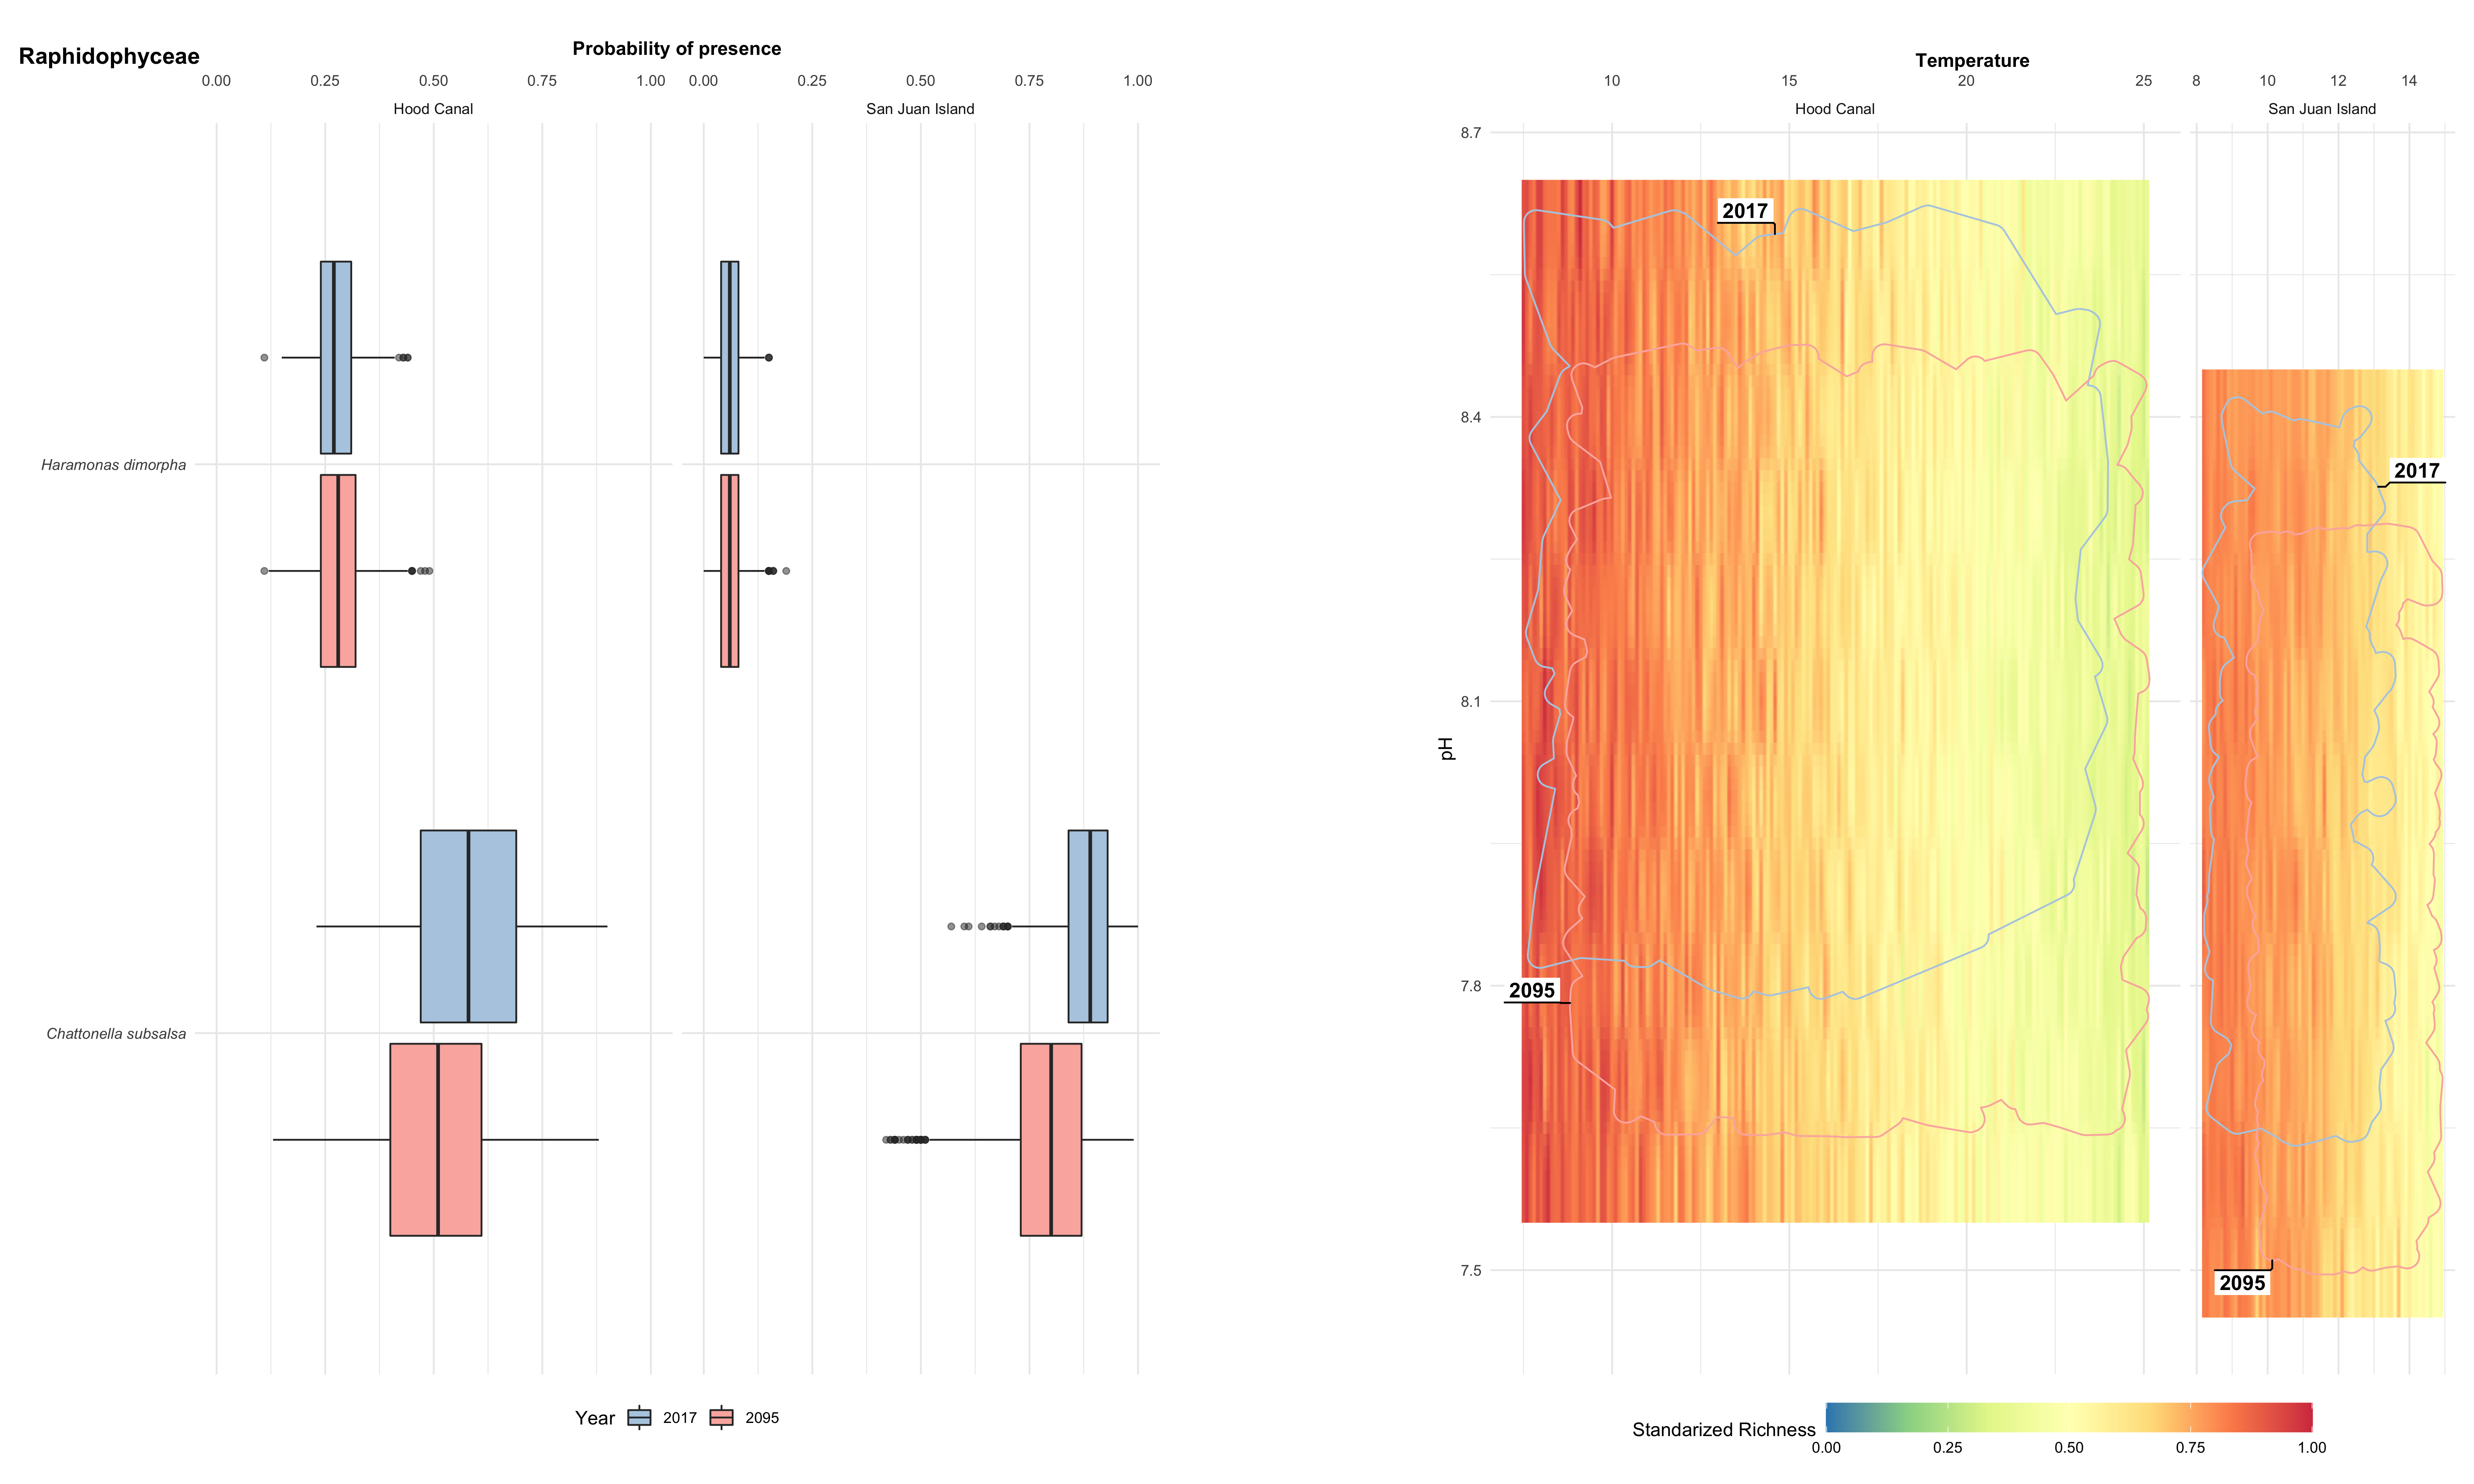 Raphidophyceae
Probability of presence
0.00 0.25 0.50 0.75 1.00 0.00 0.25 0.50 0.75 1.00
Hood Canal San Juan Island
Haramonas dimorpha
Chattonella subsalsa
Year 2017 2095
Temperature
10 15 20 25 8 10 12 14
Hood Canal San Juan Island
8.7
8.4
8.1
7.8
7.5
pH
2017
2017
2095
2095
Standarized Richness
0.00 0.25 0.50 0.75 1.00